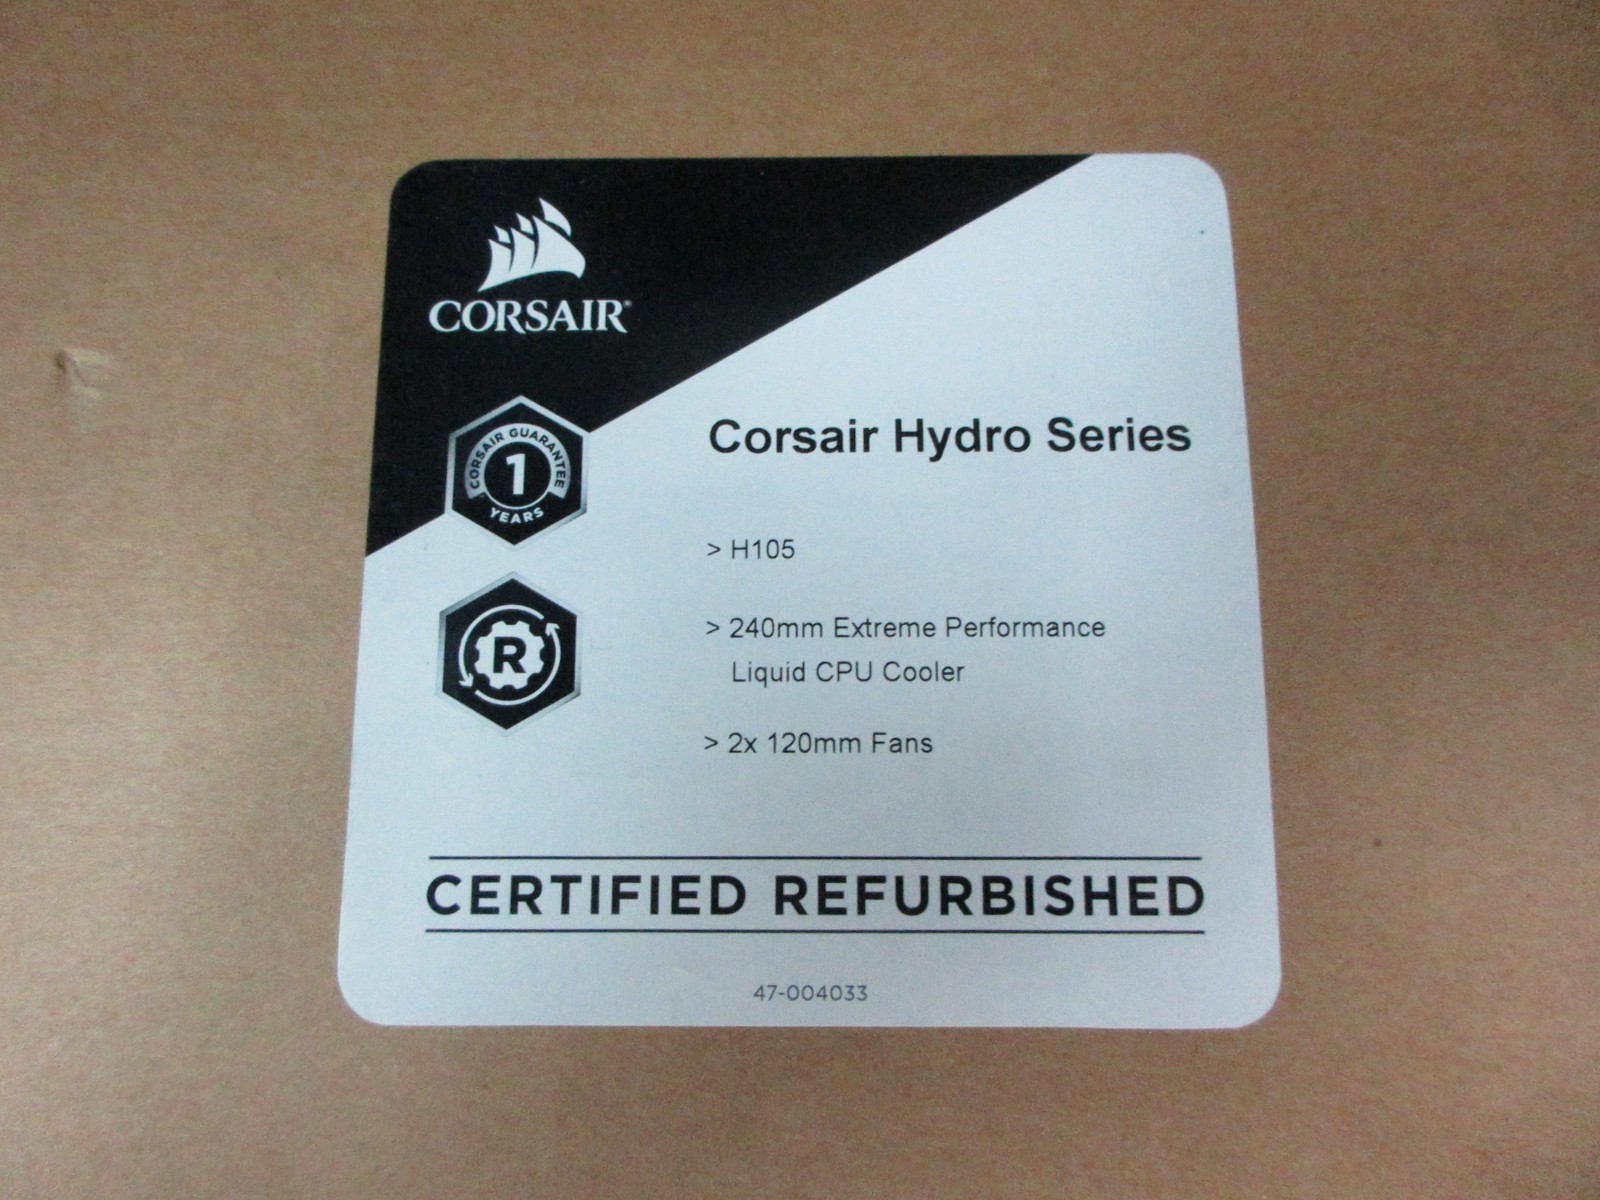 CORSAIR®
CORSAIR GUARANTEE
1
YEARS
R
Corsair Hydro Series
> H105
> 240mm Extreme Performance
Liquid CPU Cooler
> 2x 120mm Fans
CERTIFIED REFURBISHED
47-004033